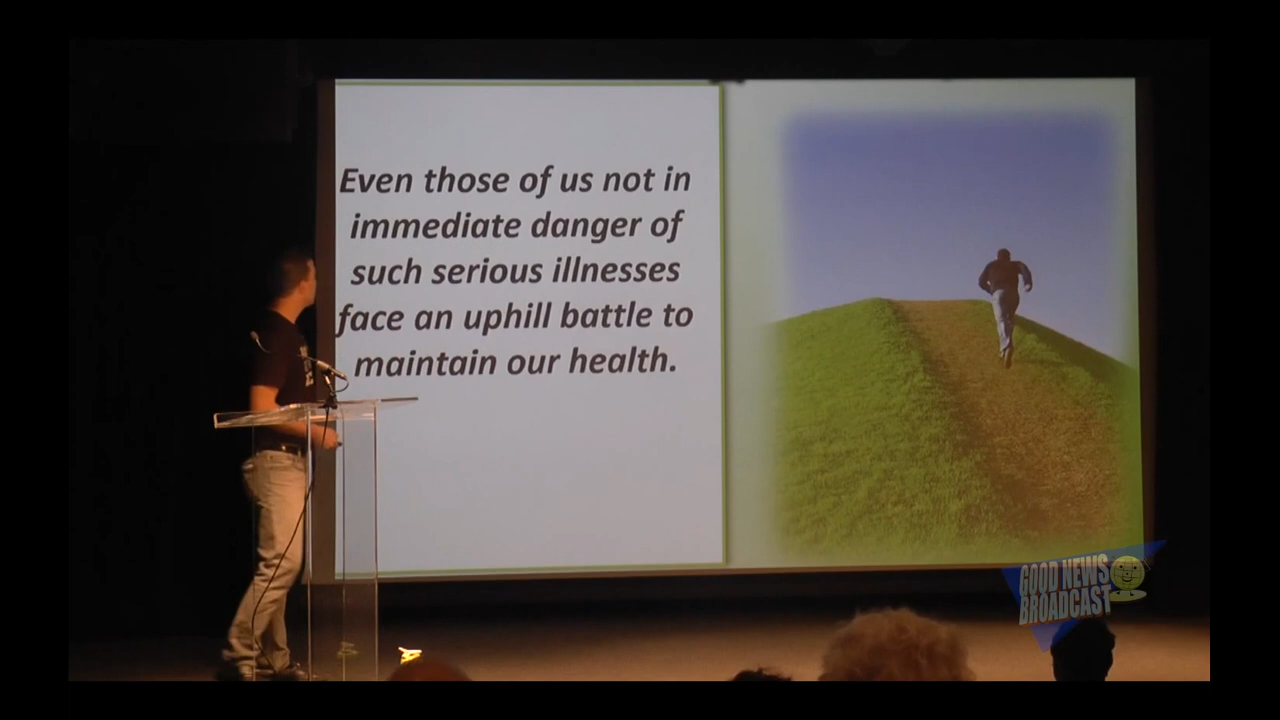 Even those of us not in
immediate danger of
such serious illnesses
face an uphill battle to
maintain our health.
GOOD NEWS
BROADCAST